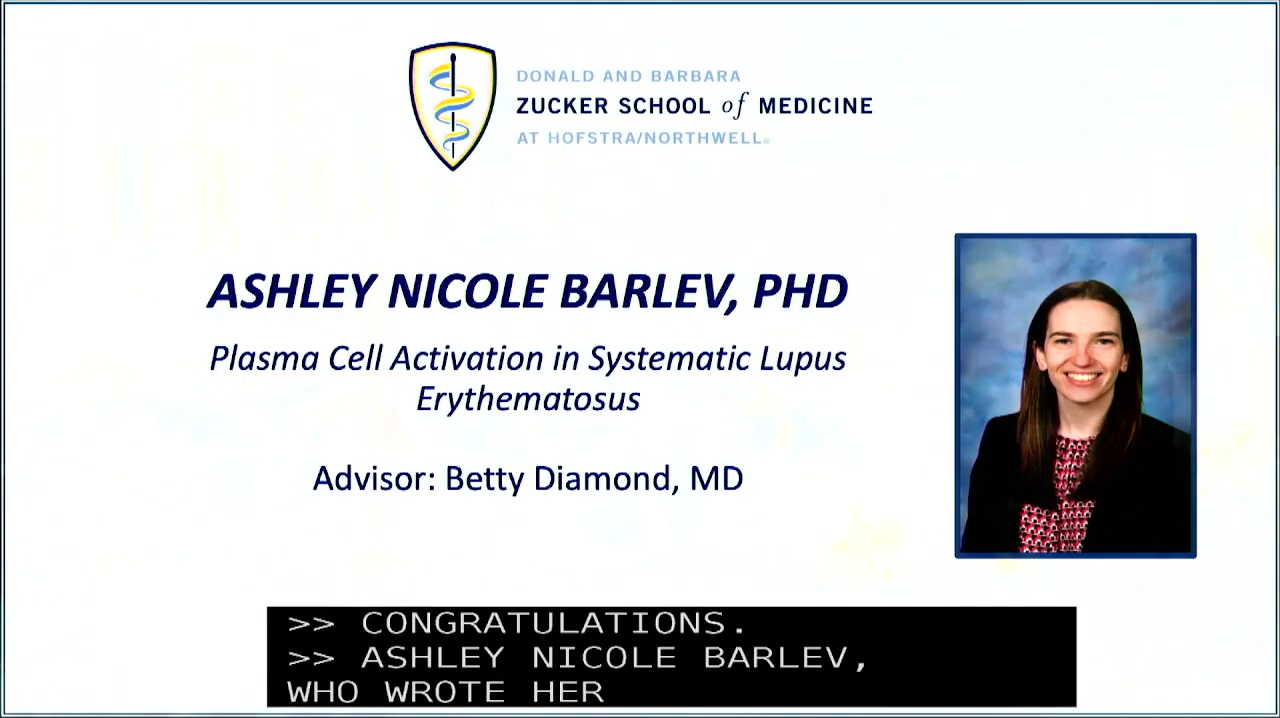 DONALD AND BARBARA
ZUCKER SCHOOL of MEDICINE
AT HOFSTRA/NORTHWELL®
ASHLEY NICOLE BARLEV, PHD
Plasma Cell Activation in Systematic Lupus
Erythematosus
Advisor: Betty Diamond, MD
>> CONGRATULATIONS.
>> ASHLEY NICOLE BARLEV,
WHO WROTE HER